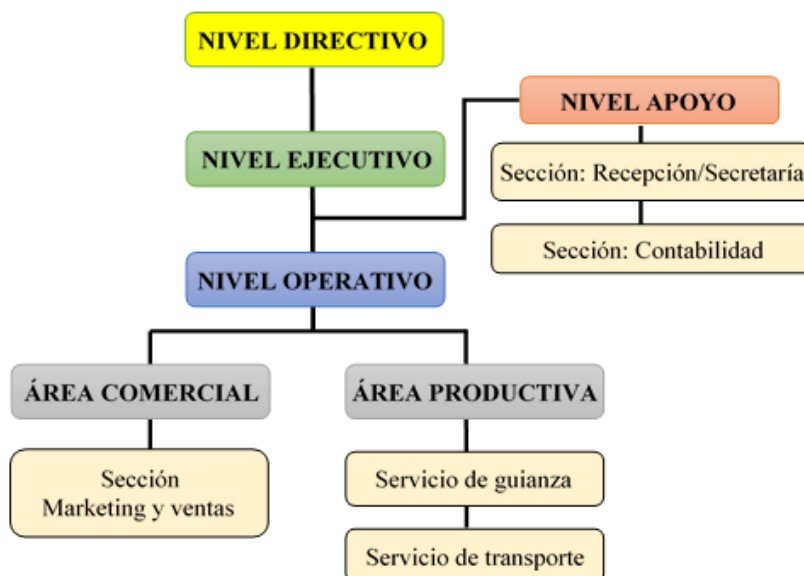 NIVEL DIRECTIVO
NIVEL APOYO
NIVEL EJECUTIVO
Sección: Recepción/Secretaría
Sección: Contabilidad
NIVEL OPERATIVO
ÁREA COMERCIAL
ÁREA PRODUCTIVA
Sección
Marketing y ventas
Servicio de guianza
Servicio de transporte